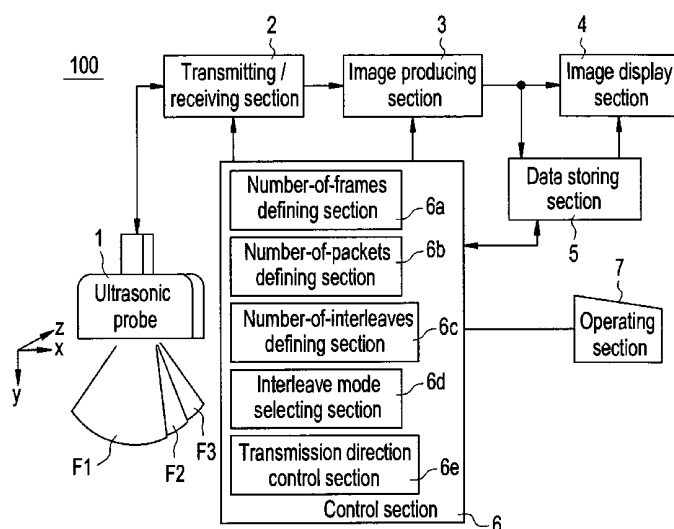 100
2
Transmitting /
receiving section
3
Image producing
section
4
Image display
section
Data storing
section
5
1
Ultrasonic
probe
z
x
y
F1
F2
F3
Number-of-frames
defining section
6a
Number-of-packets
defining section
6b
Number-of-interleaves
defining section
6c
Interleave mode
selecting section
6d
Transmission direction
control section
6e
Control section
6
7
Operating
section